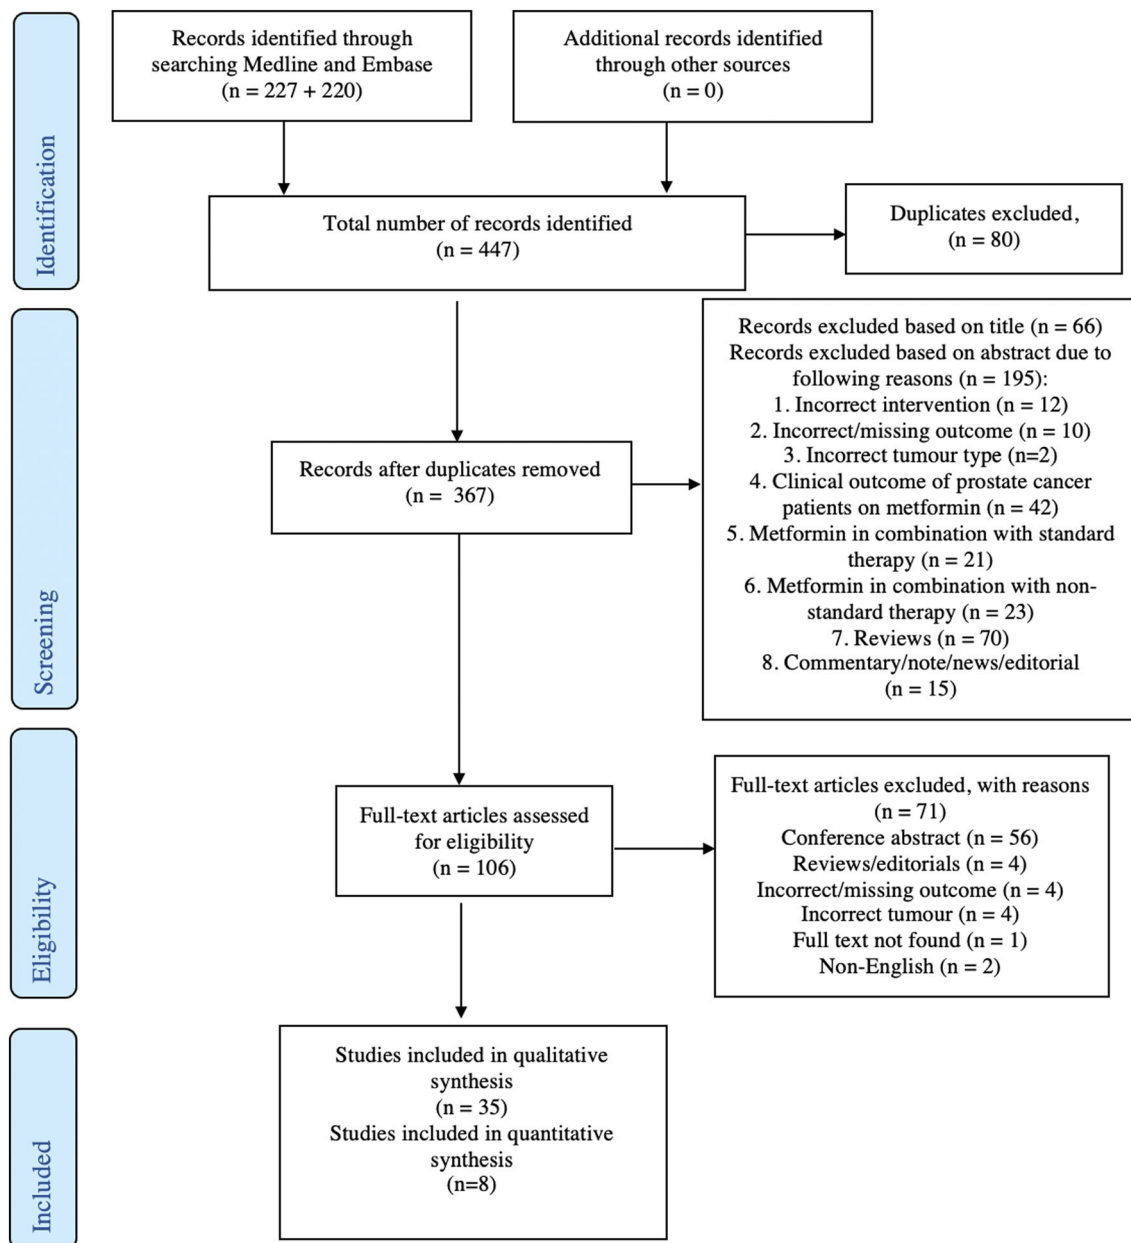 Identification
Records identified through
searching Medline and Embase
(n = 227 + 220)
Additional records identified
through other sources
(n = 0)
Total number of records identified
(n = 447)
Duplicates excluded,
(n = 80)
Screening
Records after duplicates removed
(n = 367)
Records excluded based on title (n = 66)
Records excluded based on abstract due to
following reasons (n = 195):
1. Incorrect intervention (n = 12)
2. Incorrect/missing outcome (n = 10)
3. Incorrect tumour type (n=2)
4. Clinical outcome of prostate cancer
patients on metformin (n = 42)
5. Metformin in combination with standard
therapy (n = 21)
6. Metformin in combination with non-
standard therapy (n = 23)
7. Reviews (n = 70)
8. Commentary/note/news/editorial
(n = 15)
Eligibility
Full-text articles assessed
for eligibility
(n = 106)
Full-text articles excluded, with reasons
(n = 71)
Conference abstract (n = 56)
Reviews/editorials (n = 4)
Incorrect/missing outcome (n = 4)
Incorrect tumour (n = 4)
Full text not found (n = 1)
Non-English (n = 2)
Included
Studies included in qualitative
synthesis
(n = 35)
Studies included in quantitative
synthesis
(n=8)